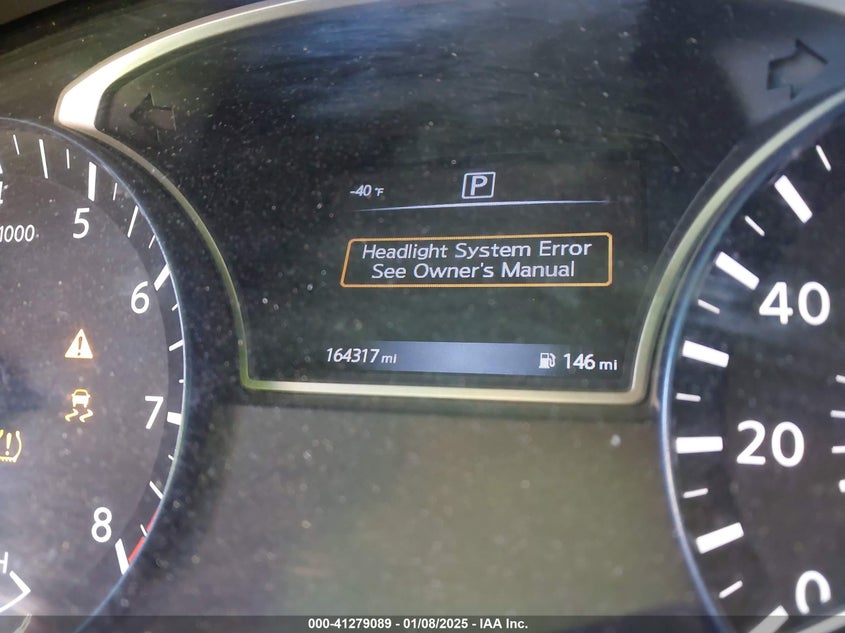 -40 °F
P
Headlight System Error
See Owner's Manual
164317 mi
146 mi
1000
5
6
7
8
H
40
20
0
000-41279089 - 01/08/2025 - IAA Inc.